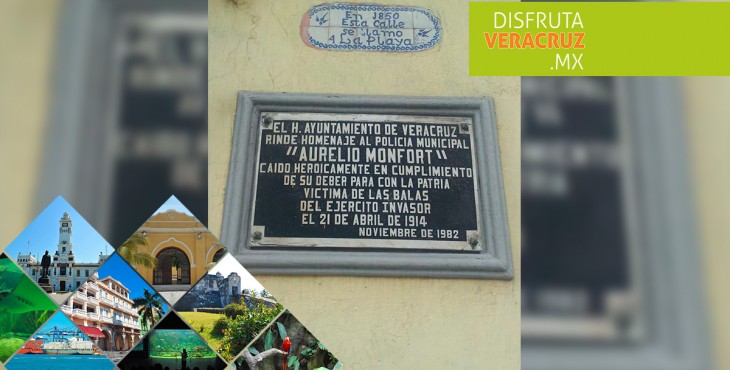 En 1850
Esta Calle
se llamo
La Playa
DISFRUTA
VERACRUZ
.MX
EL H. AYUNTAMIENTO DE VERACRUZ
RINDE HOMENAJE AL POLICIA MUNICIPAL
"AURELIO MONFORT"
CAIDO HEROICAMENTE EN CUMPLIMIENTO
DE SU DEBER PARA CON LA PATRIA
VICTIMA DE LAS BALAS
DEL EJERCITO INVASOR
EL 21 DE ABRIL DE 1914
NOVIEMBRE DE 1982